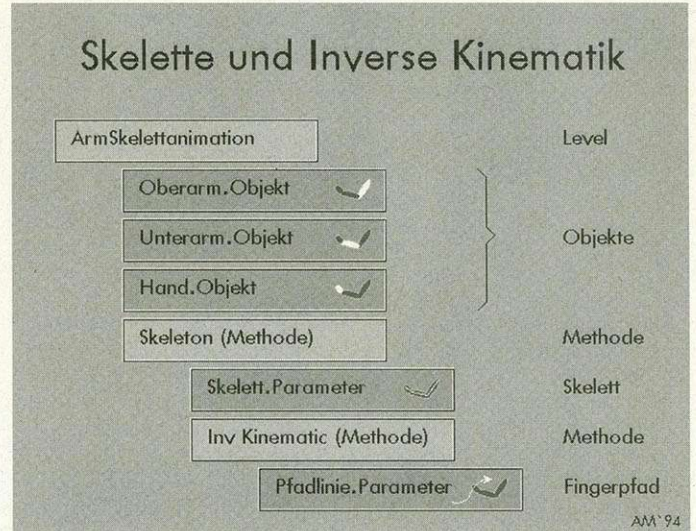 Skelette und Inverse Kinematik
ArmSkelettanimation Level
Oberarm.Objekt
Unterarm.Objekt Objekte
Hand.Objekt
Skeleton (Methode) Methode
Skelett.Parameter Skelett
Inv Kinematic (Methode) Methode
Pfadlinie.Parameter Fingerpfad
AM`94